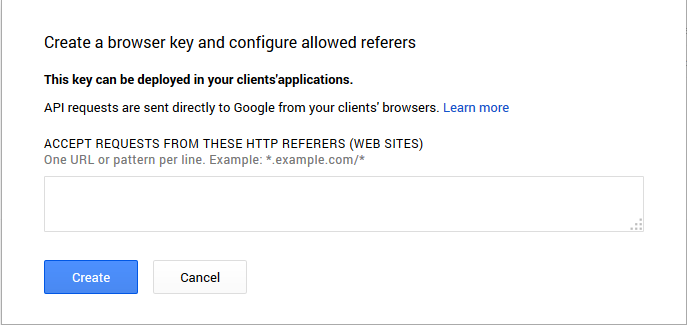 Create a browser key and configure allowed referers
This key can be deployed in your clients'applications.
API requests are sent directly to Google from your clients' browsers. Learn more
ACCEPT REQUESTS FROM THESE HTTP REFERERS (WEB SITES)
One URL or pattern per line. Example: *.example.com/*
Create Cancel